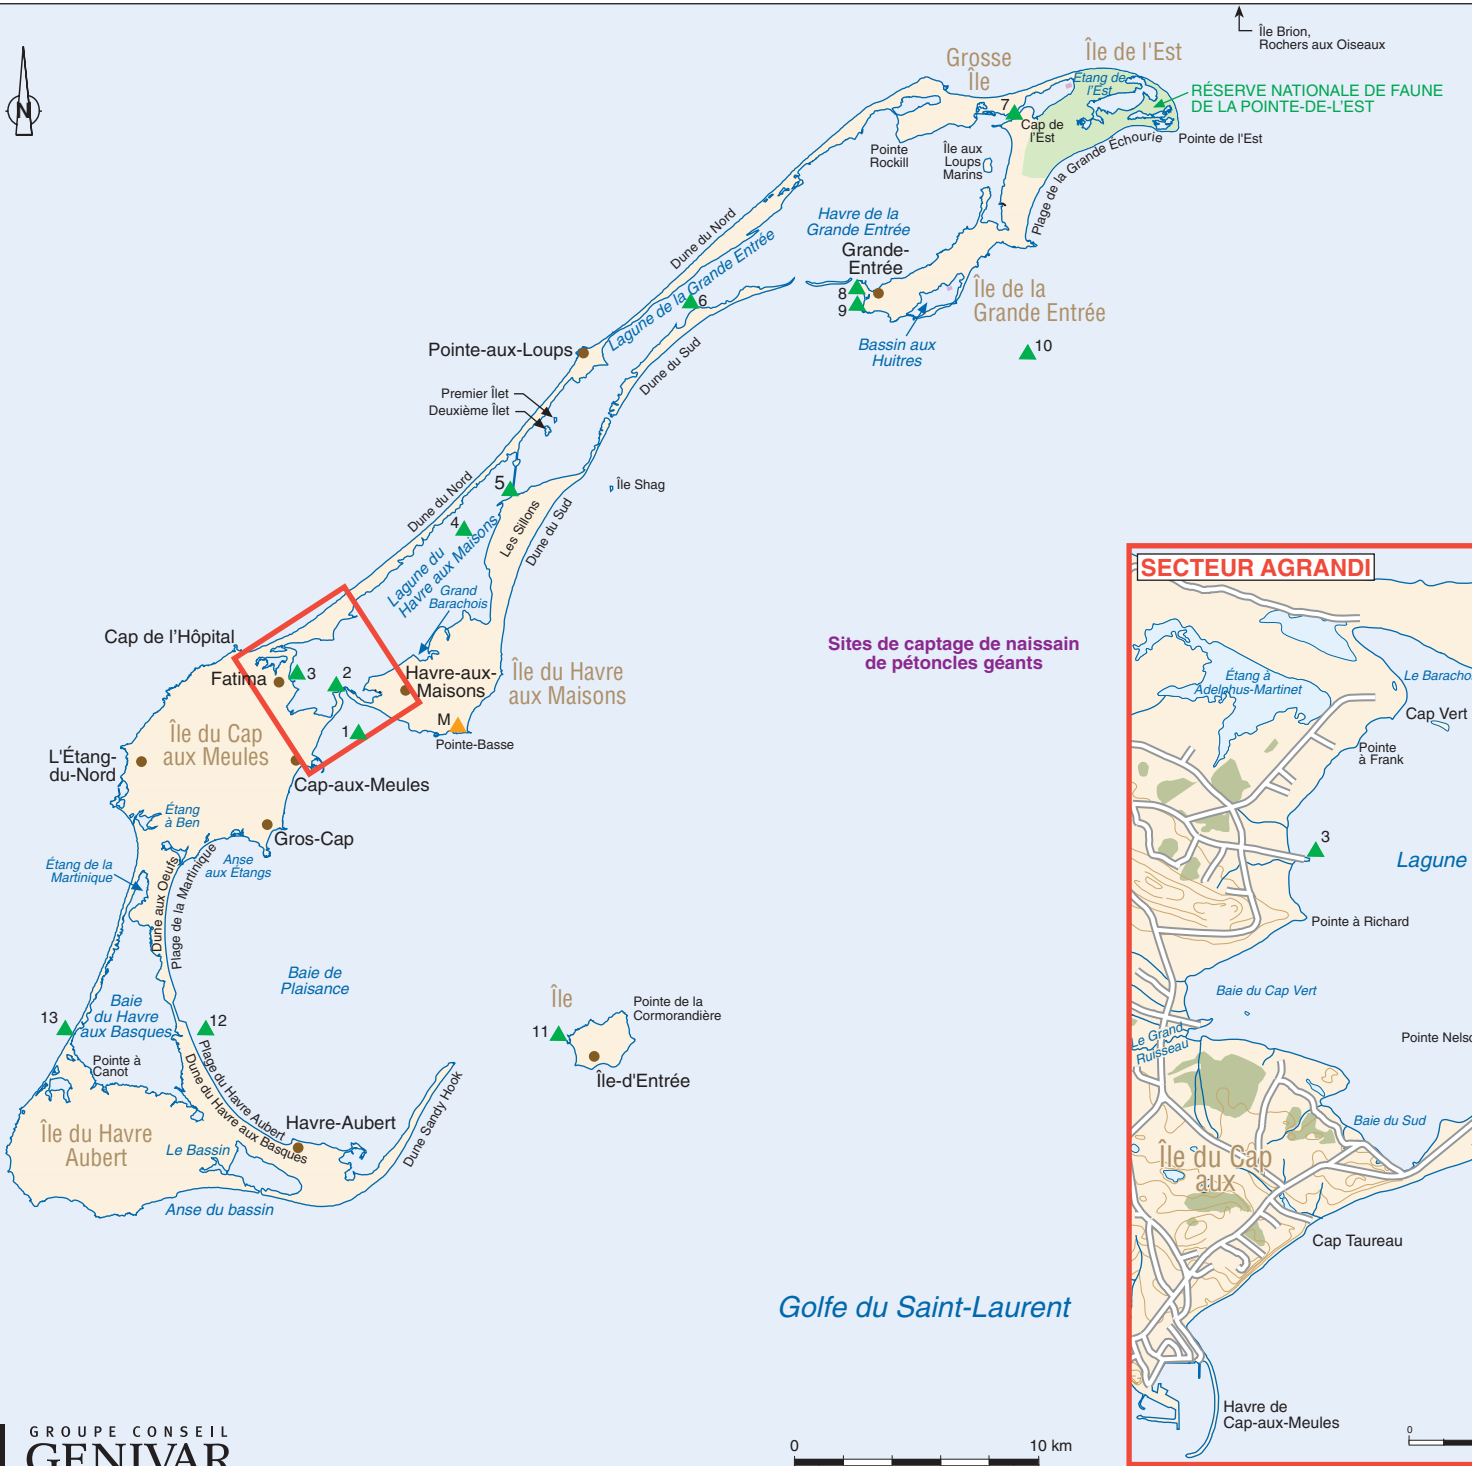 Île Brion,
Rochers aux Oiseaux
N
Grosse
Île
Île de l'Est
Étang de
l'Est
RÉSERVE NATIONALE DE FAUNE
DE LA POINTE-DE-L'EST
7
Cap de
l'Est
Pointe de l'Est
Pointe
Rockill
Île aux
Loups
Marins
Plage de la Grande Échourie
Havre de la
Grande Entrée
Dune du Nord
Lagune de la Grande Entrée
Grande-
Entrée
8
9
Île de la
Grande Entrée
6
Bassin aux
Huitres
10
Pointe-aux-Loups
Dune du Sud
Premier Îlet
Deuxième Îlet
Dune du Nord
5
Île Shag
4
Les Sillons
Dune du Sud
Lagune du
Havre aux Maisons
Grand
Barachois
Cap de l'Hôpital
Fatima
3
2
Havre-aux-
Maisons
Île du Havre
aux Maisons
M
Pointe-Basse
1
Île du Cap
aux Meules
L'Étang-
du-Nord
Cap-aux-Meules
Étang
à Ben
Gros-Cap
Anse
aux Étangs
Étang de la
Martinique
Dune aux Oeufs
Plage de la Martinique
Baie de
Plaisance
Baie
du Havre
aux Basques
13
12
Pointe à
Canot
Plage du Havre Aubert
Dune du Havre aux Basques
Île
11
Pointe de la
Cormorandière
Île-d'Entrée
Havre-Aubert
Dune Sandy Hook
Île du Havre
Aubert
Le Bassin
Anse du bassin
Sites de captage de naissain
de pétoncles géants
Golfe du Saint-Laurent
SECTEUR AGRANDI
Étang à
Adelphus-Martinet
Le Baracho
Cap Vert
Pointe
à Frank
3
Lagune
Pointe à Richard
Baie du Cap Vert
Le Grand
Ruisseau
Pointe Nelso
Baie du Sud
Île du Cap
aux
Cap Taureau
Havre de
Cap-aux-Meules
0
GROUPE CONSEIL
GENIVAR
0 10 km